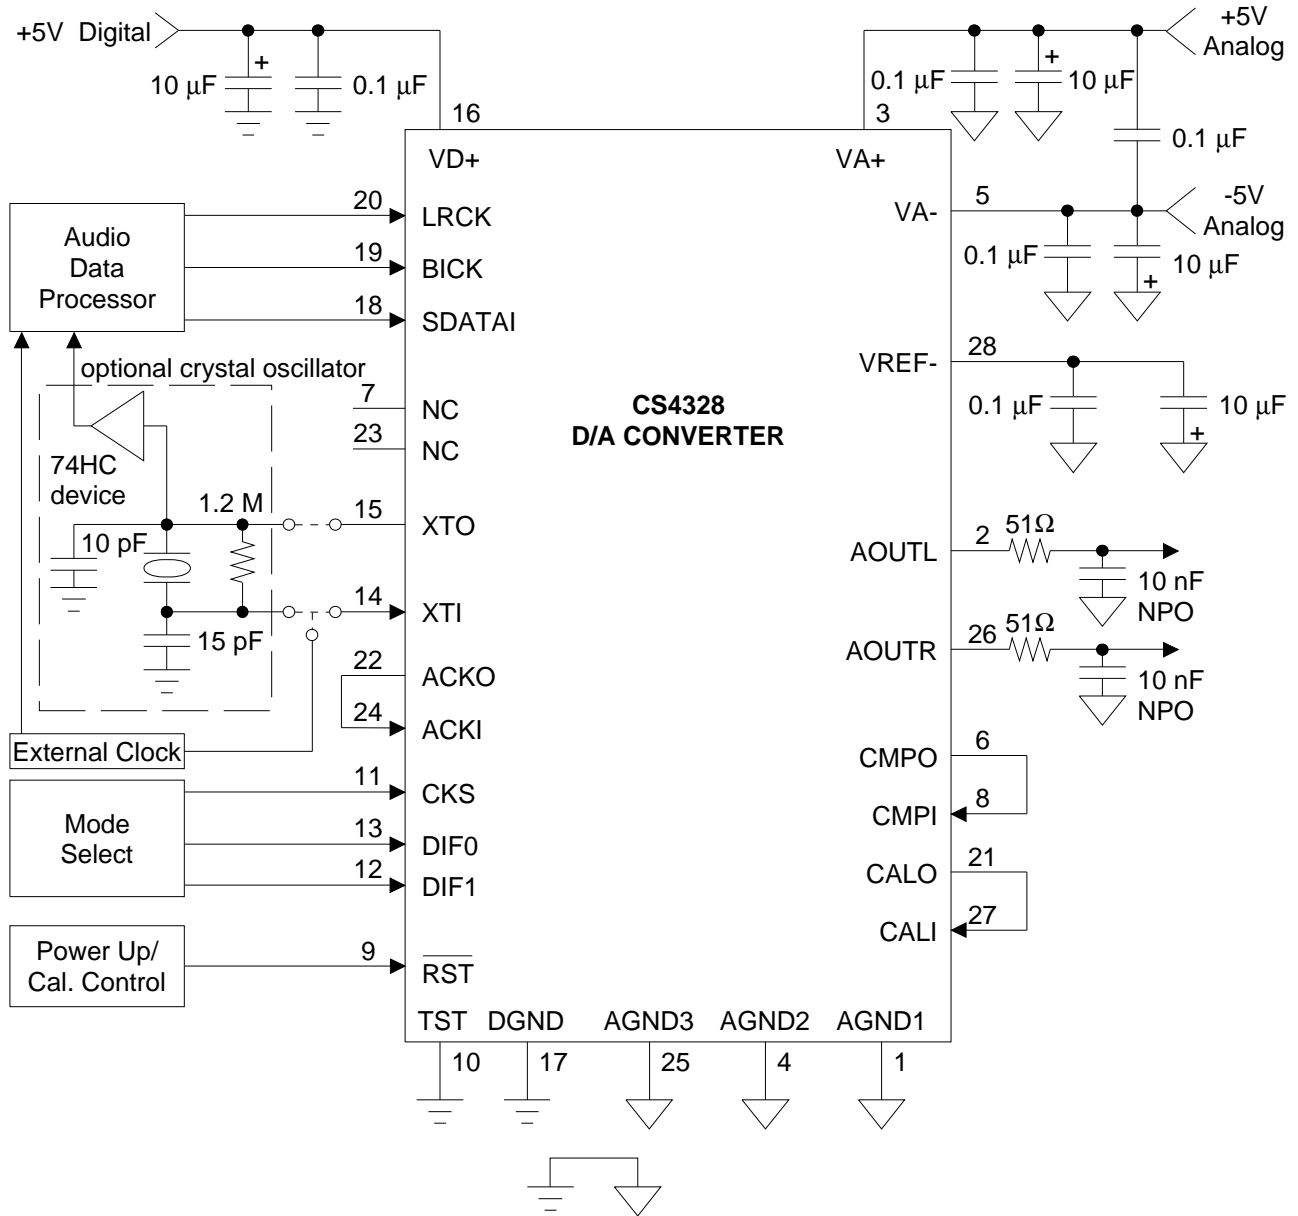 +5V Digital
10 µF
+
0.1 µF
16
+5V
Analog
0.1 µF
+
10 µF
3
0.1 µF
VD+
VA+
Audio
Data
Processor
20
LRCK
19
BICK
18
SDATAI
5
VA-
-5V
Analog
0.1 µF
10 µF
+
optional crystal oscillator
7
NC
23
NC
CS4328
D/A CONVERTER
28
VREF-
0.1 µF
10 µF
+
74HC
device
1.2 M
10 pF
15
XTO
14
XTI
15 pF
2
51Ω
AOUTL
10 nF
NPO
26
51Ω
AOUTR
10 nF
NPO
22
ACKO
24
ACKI
External Clock
6
CMPO
8
CMPI
Mode
Select
11
CKS
13
DIF0
12
DIF1
21
CALO
27
CALI
Power Up/
Cal. Control
9
RST
TST DGND AGND3 AGND2 AGND1
10 17 25 4 1